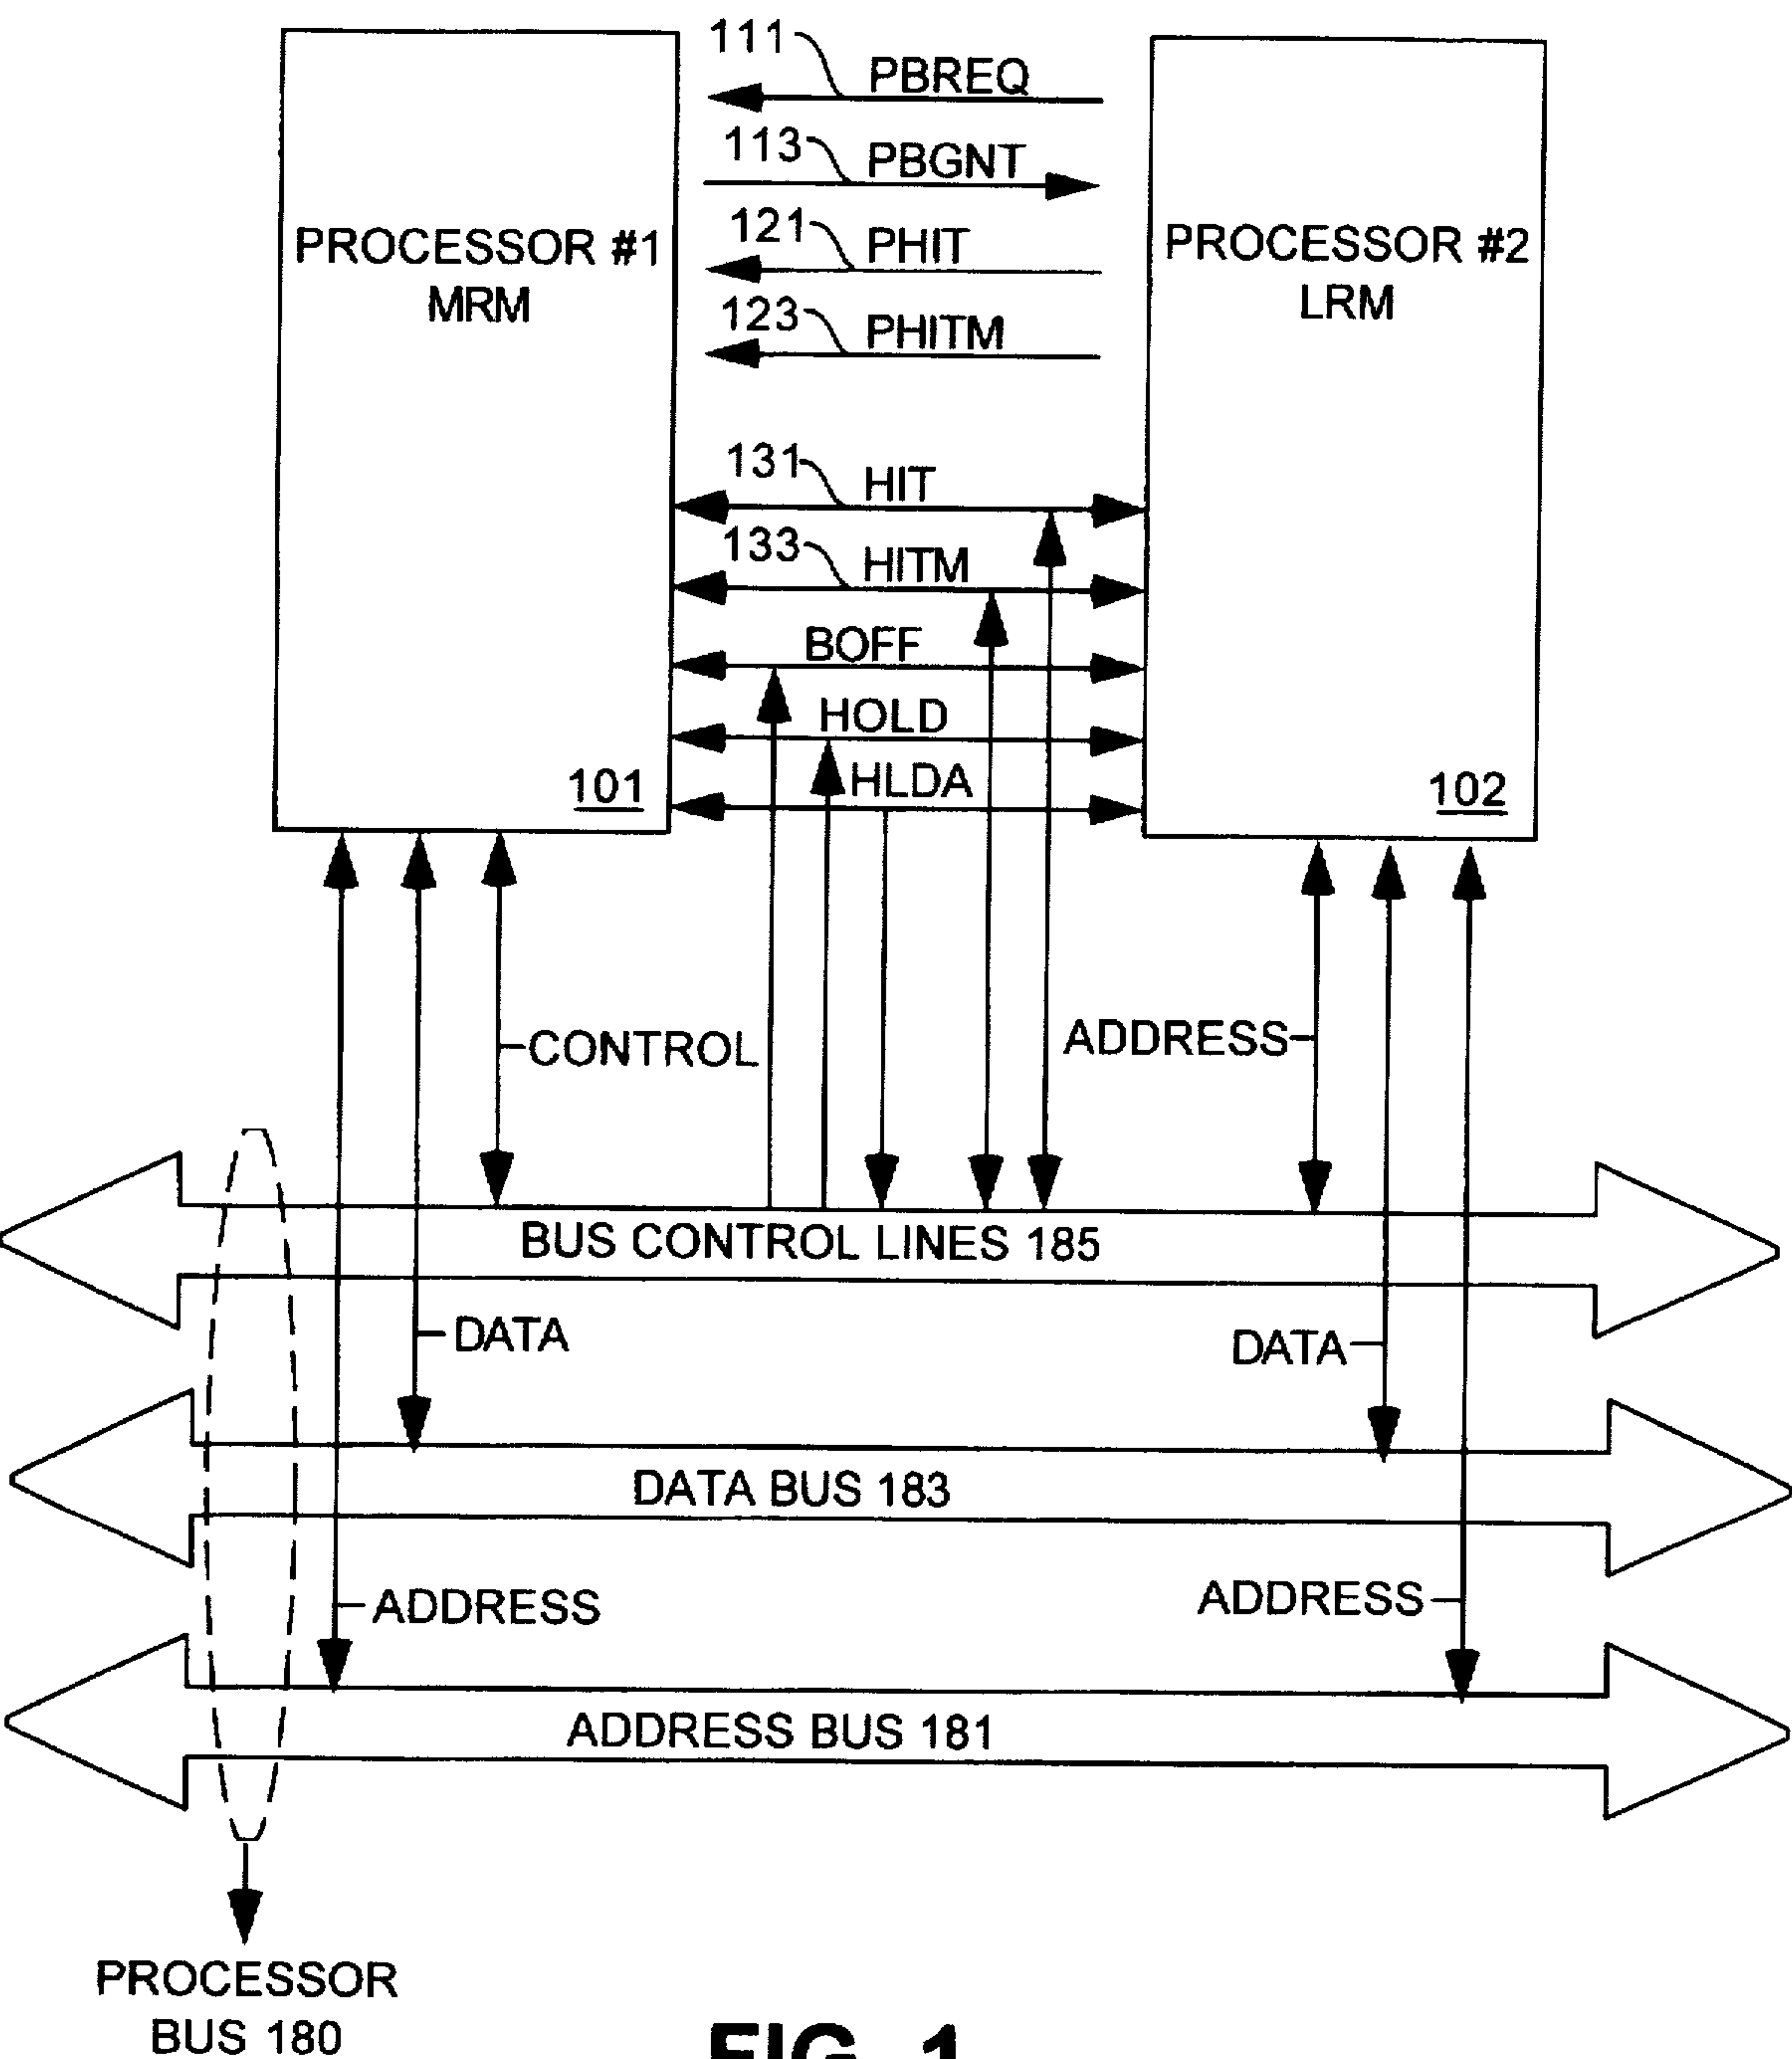 111
PBREQ
113
PBGNT
121
PHIT
123
PHITM
PROCESSOR #1
MRM
PROCESSOR #2
LRM
131
HIT
133
HITM
BOFF
HOLD
HLDA
101
102
CONTROL
ADDRESS
BUS CONTROL LINES 185
DATA
DATA
DATA BUS 183
ADDRESS
ADDRESS
ADDRESS BUS 181
PROCESSOR
BUS 180
FIG. 1